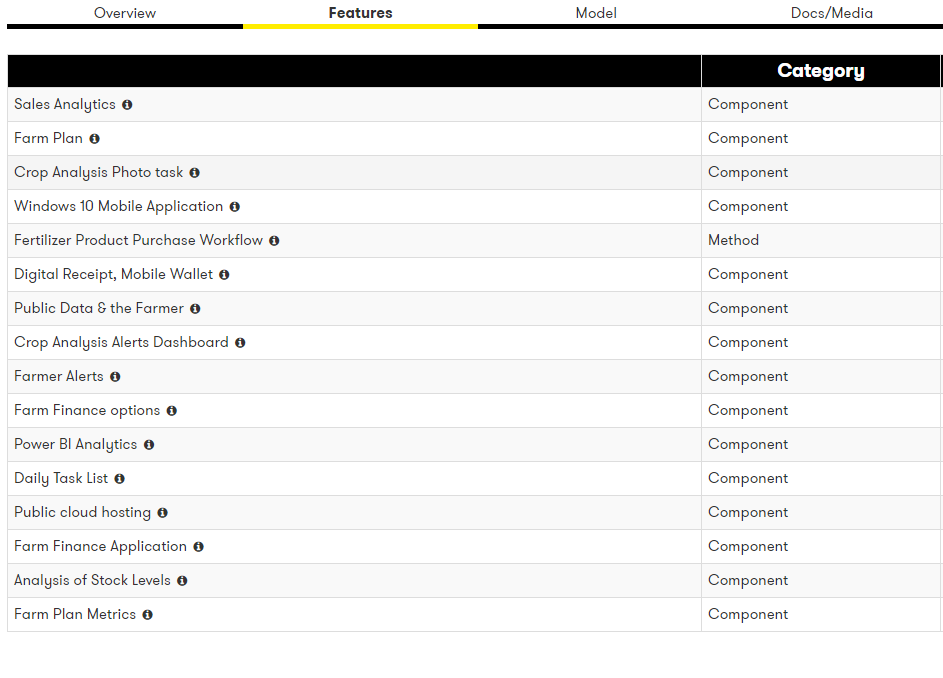 Overview Features Model Docs/Media
Category
Sales Analytics Component
Farm Plan Component
Crop Analysis Photo task Component
Windows 10 Mobile Application Component
Fertilizer Product Purchase Workflow Method
Digital Receipt, Mobile Wallet Component
Public Data & the Farmer Component
Crop Analysis Alerts Dashboard Component
Farmer Alerts Component
Farm Finance options Component
Power BI Analytics Component
Daily Task List Component
Public cloud hosting Component
Farm Finance Application Component
Analysis of Stock Levels Component
Farm Plan Metrics Component